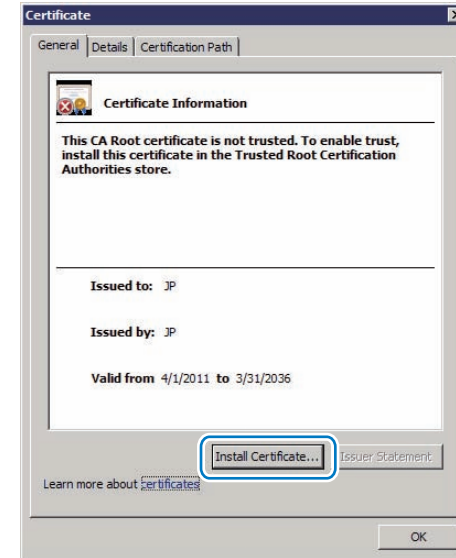 Certificate
General Details Certification Path
Certificate Information
This CA Root certificate is not trusted. To enable trust,
install this certificate in the Trusted Root Certification
Authorities store.
Issued to: JP
Issued by: JP
Valid from 4/1/2011 to 3/31/2036
Install Certificate... Issuer Statement
Learn more about certificates
OK